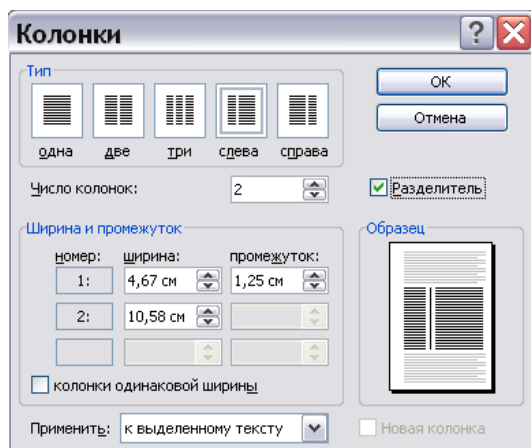 Колонки
Тип
одна две три слева справа
ОК
Отмена
Число колонок: 2
Разделитель
Ширина и промежуток
Образец
номер: ширина: промежуток:
1: 4,67 см 1,25 см
2: 10,58 см
колонки одинаковой ширины
Применить: к выделенному тексту
Новая колонка